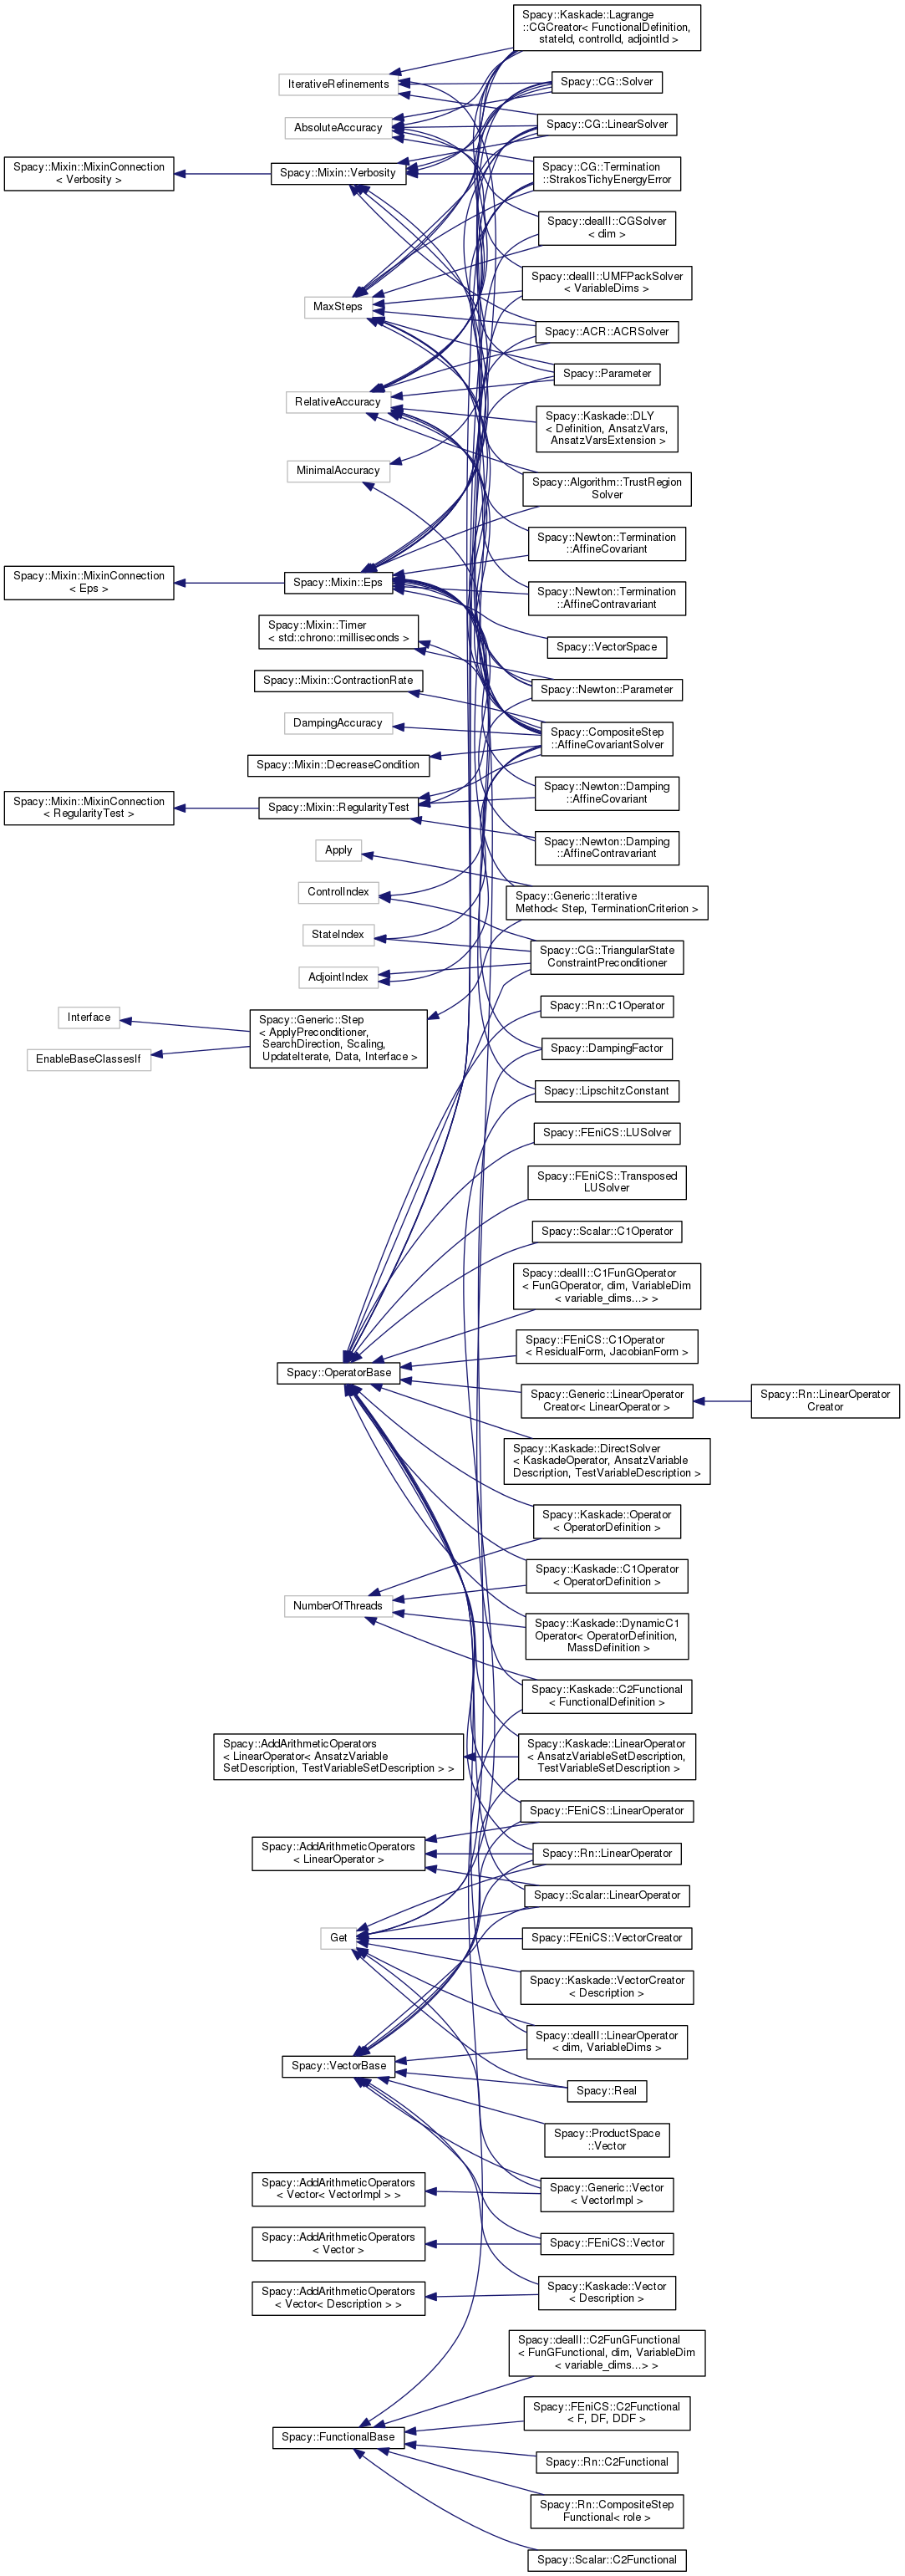 Spacy::Kaskade::Lagrange
::CGCreator< FunctionalDefinition,
stateId, controlId, adjointId >
IterativeRefinements
Spacy::CG::Solver
AbsoluteAccuracy
Spacy::CG::LinearSolver
Spacy::Mixin::MixinConnection
< Verbosity >
Spacy::Mixin::Verbosity
Spacy::CG::Termination
::StrakosTichyEnergyError
Spacy::dealII::CGSolver
< dim >
Spacy::dealII::UMFPackSolver
< VariableDims >
MaxSteps
Spacy::ACR::ACRSolver
Spacy::Parameter
RelativeAccuracy
Spacy::Kaskade::DLY
< Definition, AnsatzVars,
AnsatzVarsExtension >
MinimalAccuracy
Spacy::Algorithm::TrustRegion
Solver
Spacy::Newton::Termination
::AffineCovariant
Spacy::Mixin::MixinConnection
< Eps >
Spacy::Mixin::Eps
Spacy::Newton::Termination
::AffineContravariant
Spacy::Mixin::Timer
< std::chrono::milliseconds >
Spacy::VectorSpace
Spacy::Mixin::ContractionRate
Spacy::Newton::Parameter
DampingAccuracy
Spacy::CompositeStep
::AffineCovariantSolver
Spacy::Mixin::DecreaseCondition
Spacy::Mixin::MixinConnection
< RegularityTest >
Spacy::Mixin::RegularityTest
Spacy::Newton::Damping
::AffineCovariant
Spacy::Newton::Damping
::AffineContravariant
Apply
ControlIndex
Spacy::Generic::Iterative
Method< Step, TerminationCriterion >
StateIndex
Spacy::CG::TriangularState
ConstraintPreconditioner
AdjointIndex
Interface
EnableBaseClassesIf
Spacy::Generic::Step
< ApplyPreconditioner,
SearchDirection, Scaling,
UpdateIterate, Data, Interface >
Spacy::Rn::C1Operator
Spacy::DampingFactor
Spacy::LipschitzConstant
Spacy::FEniCS::LUSolver
Spacy::FEniCS::Transposed
LUSolver
Spacy::Scalar::C1Operator
Spacy::dealII::C1FunGOperator
< FunGOperator, dim, VariableDim
< variable_dims...> >
Spacy::OperatorBase
Spacy::FEniCS::C1Operator
< ResidualForm, JacobianForm >
Spacy::Generic::LinearOperator
Creator< LinearOperator >
Spacy::Rn::LinearOperator
Creator
Spacy::Kaskade::DirectSolver
< KaskadeOperator, AnsatzVariable
Description, TestVariableDescription >
Spacy::Kaskade::Operator
< OperatorDefinition >
Spacy::Kaskade::C1Operator
< OperatorDefinition >
NumberOfThreads
Spacy::Kaskade::DynamicC1
Operator< OperatorDefinition,
MassDefinition >
Spacy::Kaskade::C2Functional
< FunctionalDefinition >
Spacy::AddArithmeticOperators
< LinearOperator< AnsatzVariable
SetDescription, TestVariableSetDescription > >
Spacy::Kaskade::LinearOperator
< AnsatzVariableSetDescription,
TestVariableSetDescription >
Spacy::FEniCS::LinearOperator
Spacy::AddArithmeticOperators
< LinearOperator >
Spacy::Rn::LinearOperator
Spacy::Scalar::LinearOperator
Get
Spacy::FEniCS::VectorCreator
Spacy::Kaskade::VectorCreator
< Description >
Spacy::dealII::LinearOperator
< dim, VariableDims >
Spacy::VectorBase
Spacy::Real
Spacy::ProductSpace
::Vector
Spacy::AddArithmeticOperators
< Vector< VectorImpl > >
Spacy::Generic::Vector
< VectorImpl >
Spacy::AddArithmeticOperators
< Vector >
Spacy::FEniCS::Vector
Spacy::AddArithmeticOperators
< Vector< Description > >
Spacy::Kaskade::Vector
< Description >
Spacy::dealII::C2FunGFunctional
< FunGFunctional, dim, VariableDim
< variable_dims...> >
Spacy::FEniCS::C2Functional
< F, DF, DDF >
Spacy::FunctionalBase
Spacy::Rn::C2Functional
Spacy::Rn::CompositeStep
Functional< role >
Spacy::Scalar::C2Functional